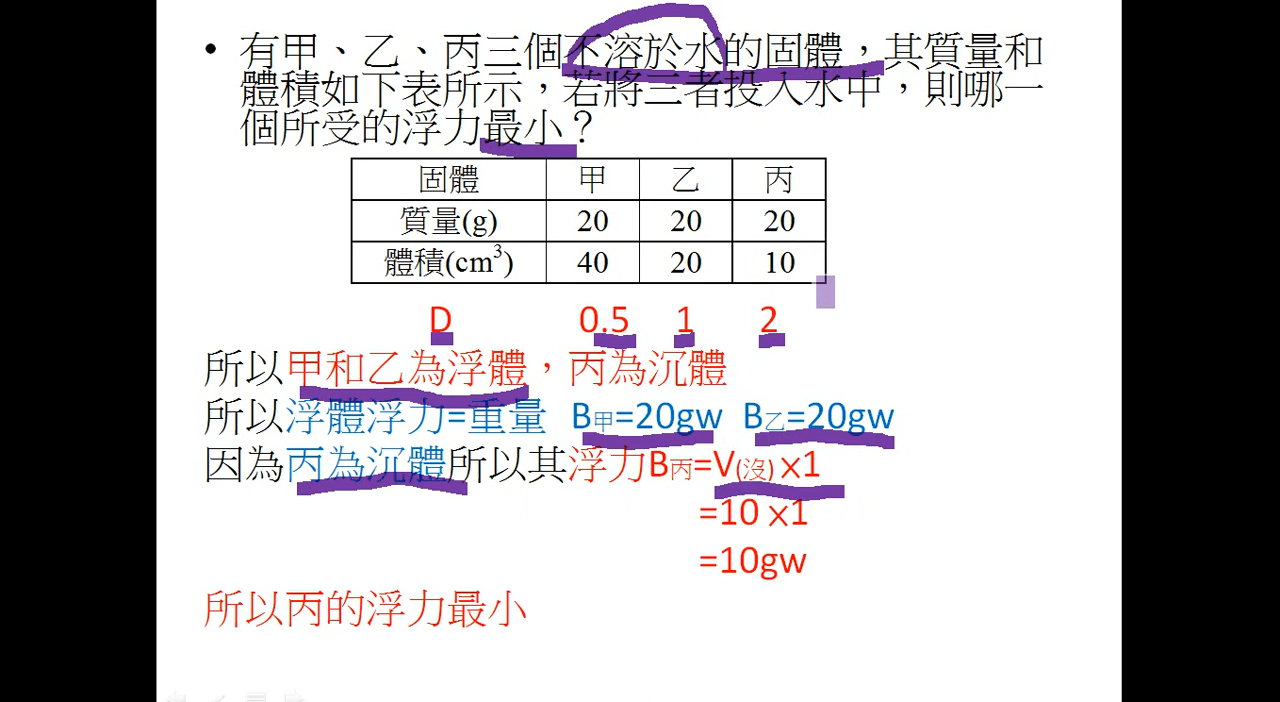 • 有甲、乙、丙三個不溶於水的固體，其質量和
體積如下表所示，若將三者投入水中，則哪一
個所受的浮力最小？
固體 甲 乙 丙
質量(g) 20 20 20
體積(cm³) 40 20 10
D 0.5 1 2
所以甲和乙為浮體，丙為沉體
所以浮體浮力=重量 B甲=20gw B乙=20gw
因為丙為沉體所以其浮力B丙=V(沒) ×1
=10 ×1
=10gw
所以丙的浮力最小